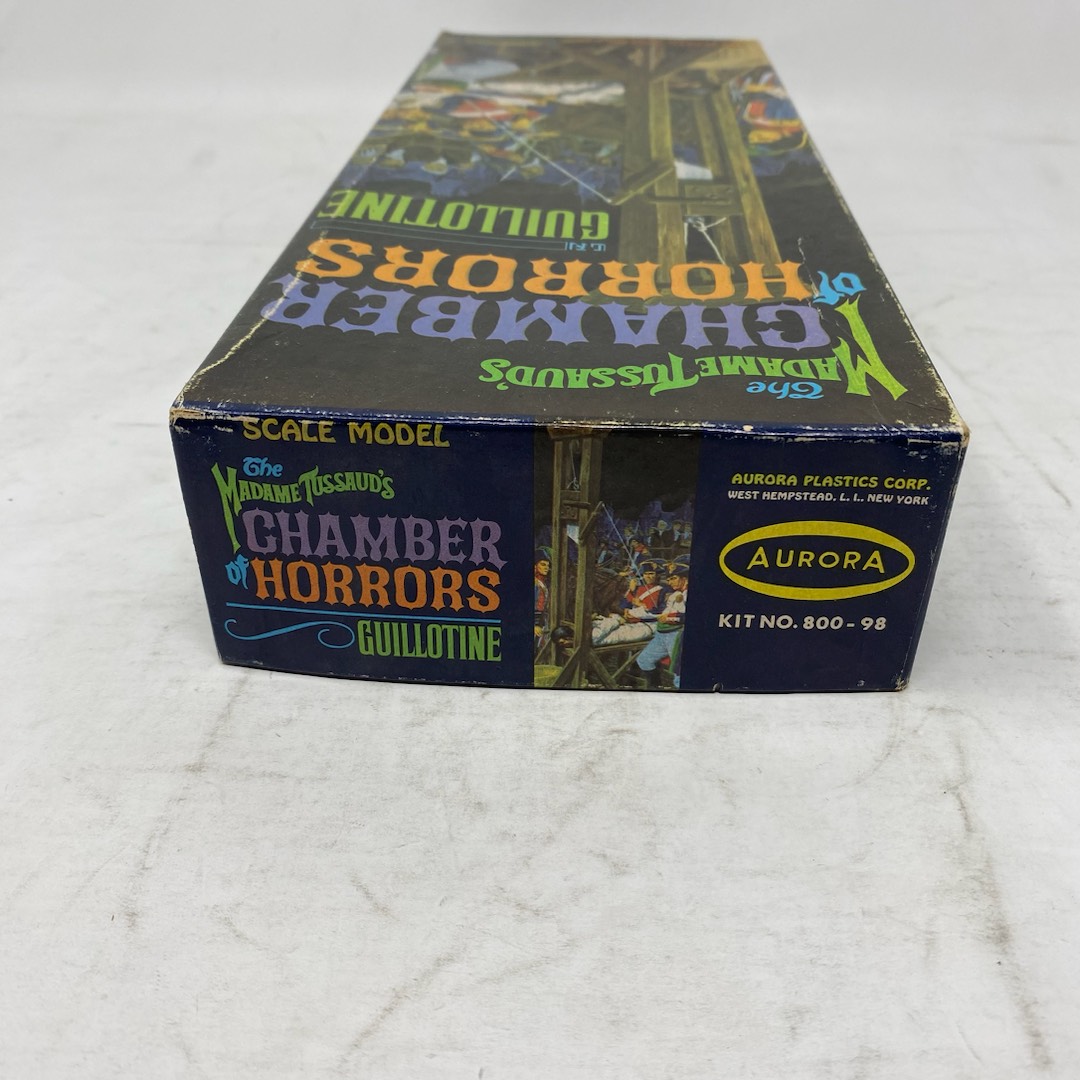 The
MADAME TUSSAUD'S
CHAMBER
of HORRORS
GUILLOTINE
SCALE MODEL
The
MADAME TUSSAUD'S
CHAMBER
of HORRORS
GUILLOTINE
AURORA PLASTICS CORP.
WEST HEMPSTEAD, L. I., NEW YORK
AURORA
KIT NO. 800-98